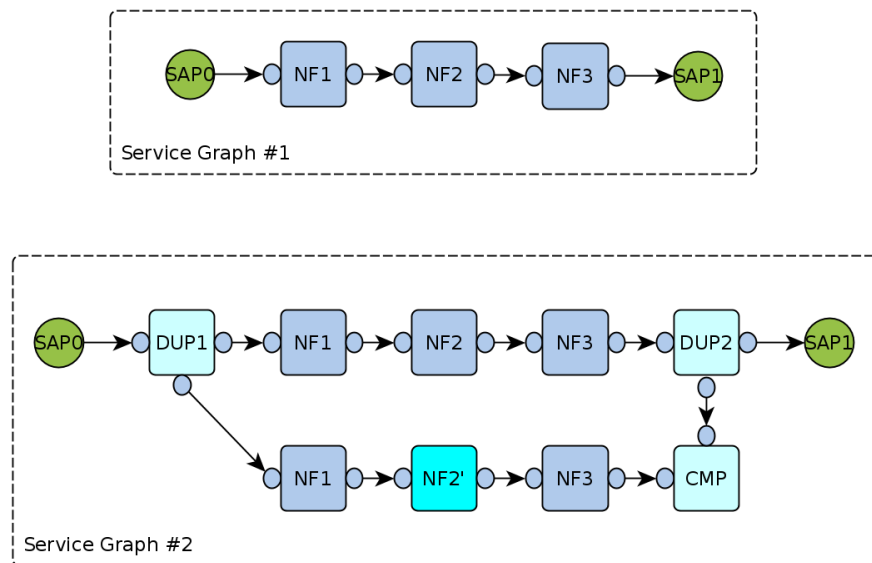 SAP0 NF1 NF2 NF3 SAP1
Service Graph #1
SAP0 DUP1 NF1 NF2 NF3 DUP2 SAP1
NF1 NF2' NF3 CMP
Service Graph #2